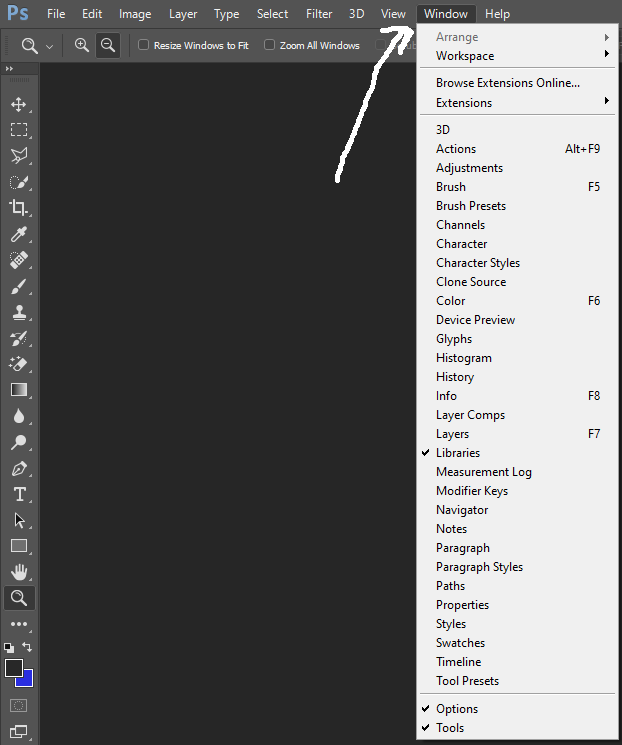 Ps File Edit Image Layer Type Select Filter 3D View Window Help
Resize Windows to Fit Zoom All Windows
Arrange
Workspace
Browse Extensions Online...
Extensions
3D
Actions Alt+F9
Adjustments
Brush F5
Brush Presets
Channels
Character
Character Styles
Clone Source
Color F6
Device Preview
Glyphs
Histogram
History
Info F8
Layer Comps
Layers F7
Libraries
Measurement Log
Modifier Keys
Navigator
Notes
Paragraph
Paragraph Styles
Paths
Properties
Styles
Swatches
Timeline
Tool Presets
Options
Tools